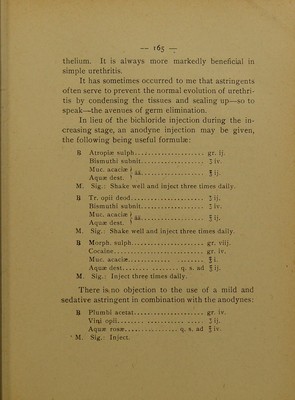 — 165 —
thelium. It is always more markedly beneficial in
simple urethritis.
It has sometimes occurred to me that astringents
often serve to prevent the normal evolution of urethri-
tis by condensing the tissues and sealing up—so to
speak—the avenues of germ elimination.
In lieu of the bichloride injection during the in-
creasing stage, an anodyne injection may be given,
the following being useful formulæ:
℞ Atropiæ sulph.................... gr. ij.
Bismuthi subnit.................. ʒ iv.
Muc. acaciæ } aa................ ℥ ij.
Aquæ dest. }
M. Sig.: Shake well and inject three times daily.
℞ Tr. opii deod.................... ʒ ij.
Bismuthi subnit.................. ʒ iv.
Muc. acaciæ } aa................ ℥ ij.
Aquæ dest. }
M. Sig.: Shake well and inject three times daily.
℞ Morph. sulph.................... gr. viij.
Cocaine.......................... gr. iv.
Muc. acaciæ...................... ℥ i.
Aquæ dest.............. q. s. ad ℥ ij.
M. Sig.: Inject three times daily.
There is no objection to the use of a mild and
sedative astringent in combination with the anodynes:
℞ Plumbi acetat.................... gr. iv.
Vini opii........................ ʒ ij.
Aquæ rosæ.............. q. s. ad ℥ iv.
M. Sig. Inject.